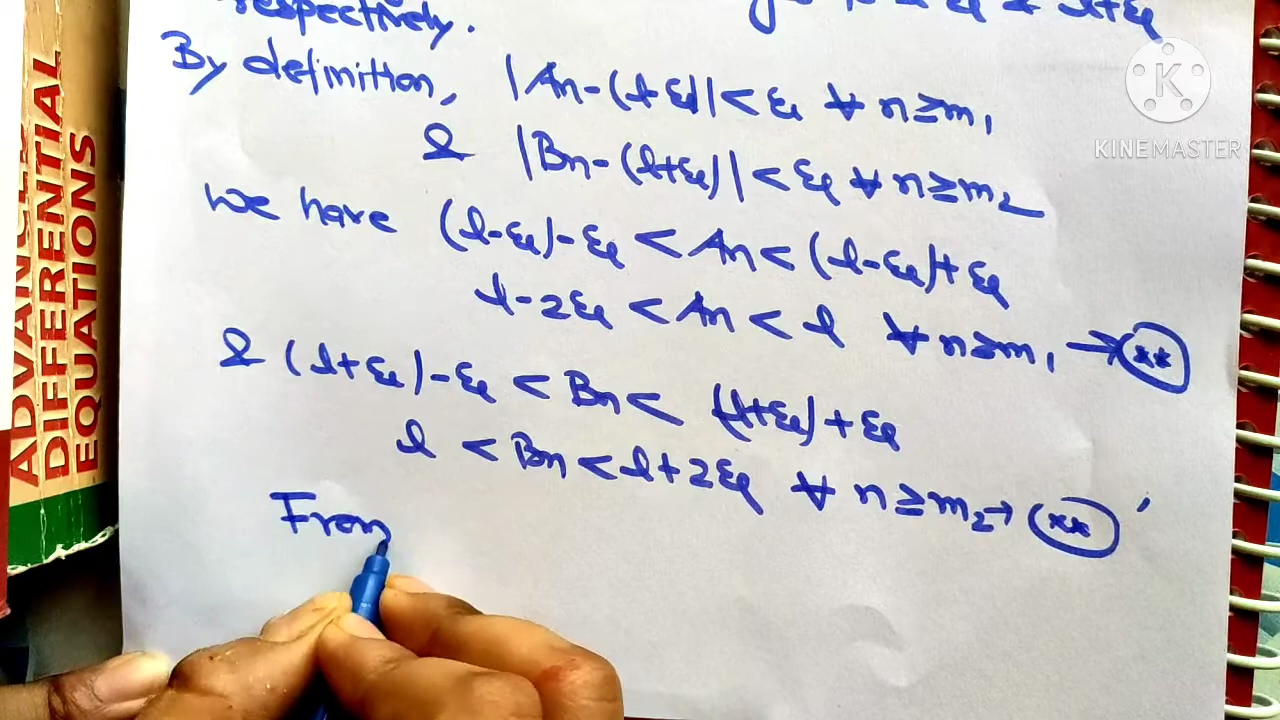 respectively.
By definition, |An-(l-ε1)|<ε1 ∀ n≥m1
& |Bn-(l+ε1)|<ε1 ∀ n≥m2
we have (l-ε1)-ε1 < An < (l-ε1)+ε1
l-2ε1 < An < l ∀ n≥m1 → (**)
& (l+ε1)-ε1 < Bn < (l+ε1)+ε1
l < Bn < l+2ε1 ∀ n≥m2 → (**)'
From
ADVANCED
DIFFERENTIAL
EQUATIONS
KINEMASTER